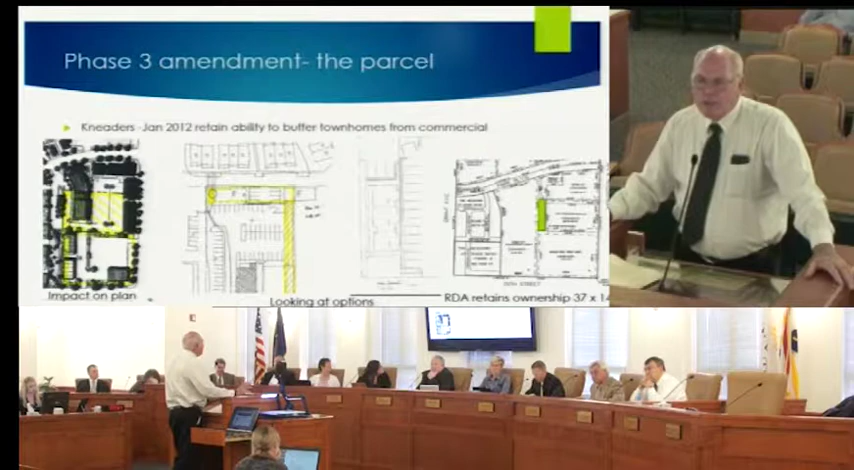 Phase 3 amendment- the parcel
Kneaders -Jan 2012 retain ability to buffer townhomes from commercial
Impact on plan
Looking at options
RDA retains ownership 37 x 1